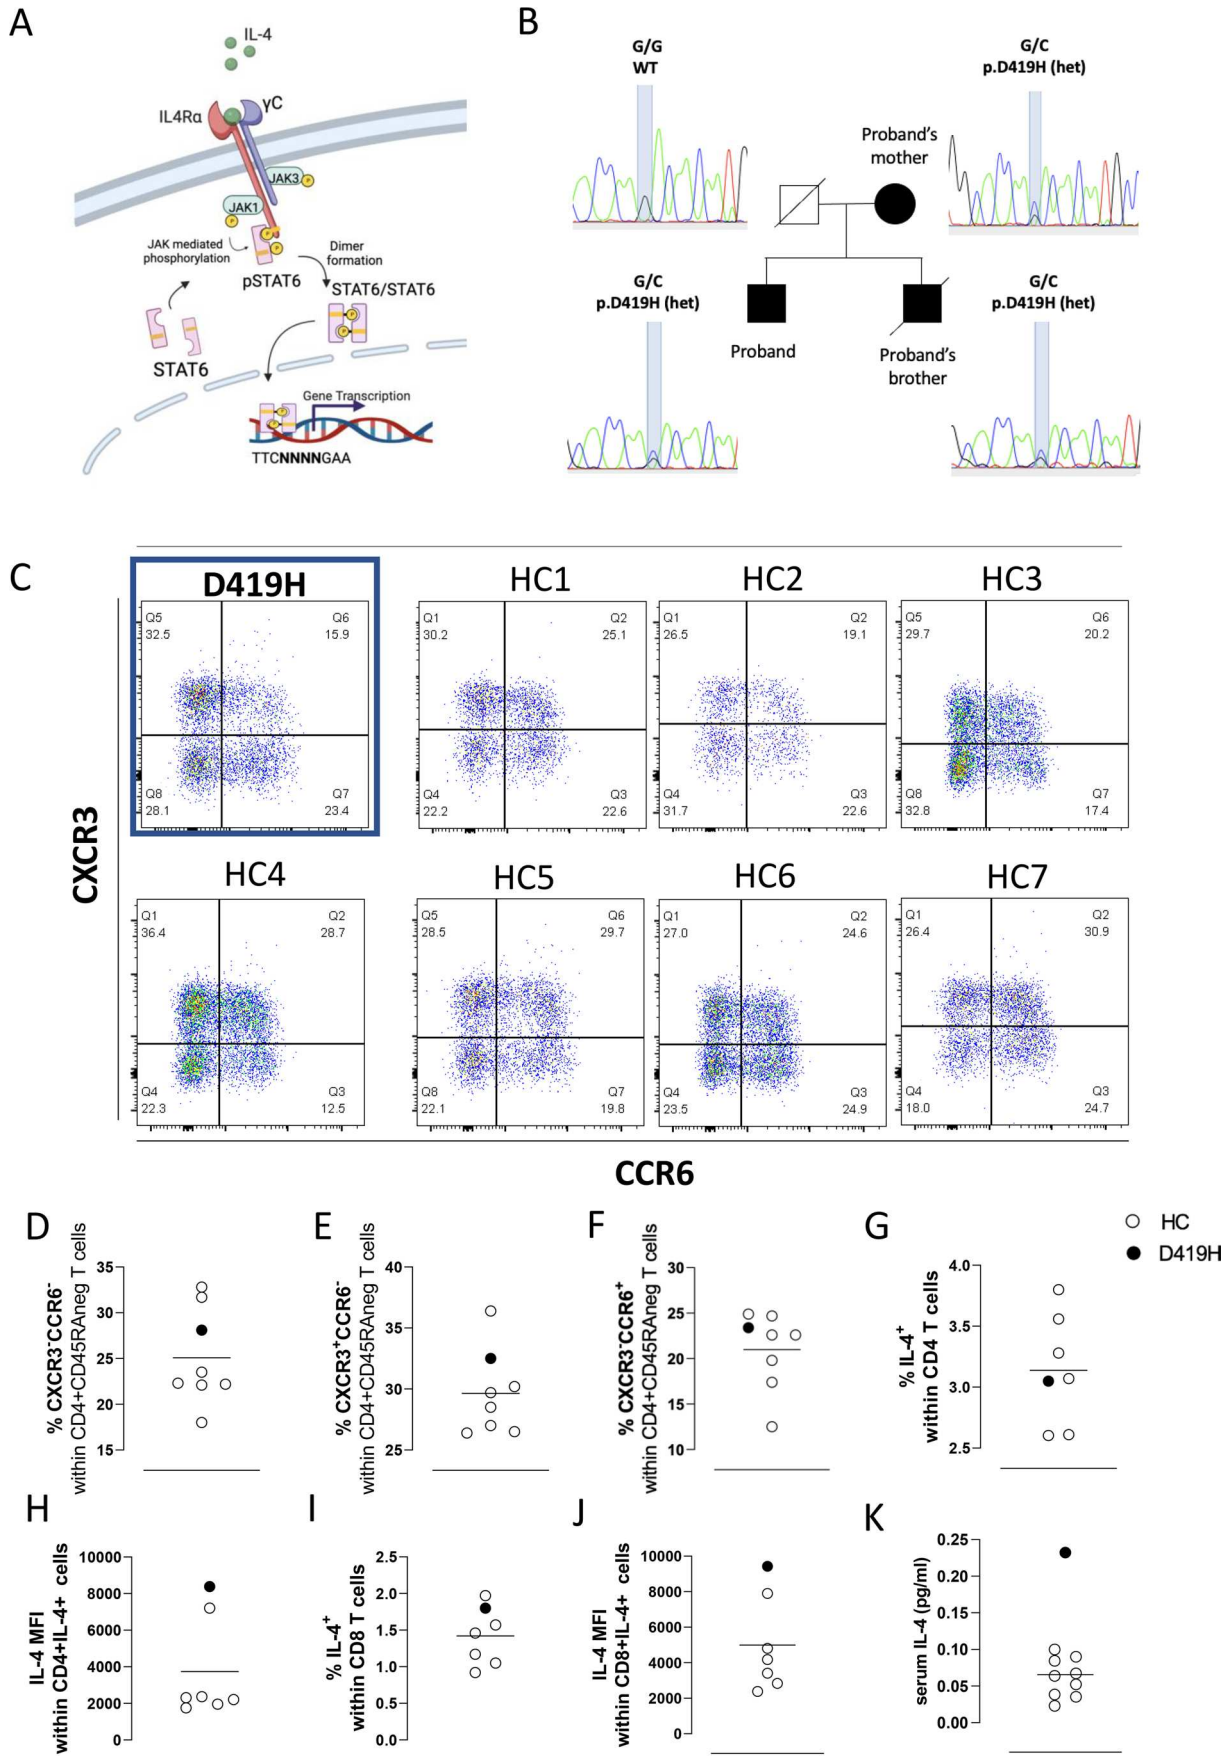 A
IL-4
IL4Rα
γC
JAK3
P
JAK1
P
P
P
JAK mediated
phosphorylation
pSTAT6
Dimer
formation
STAT6/STAT6
P
P
STAT6
P
P
Gene Transcription
TTCNNNNGAA
B
G/G
WT
G/C
p.D419H (het)
Proband's
mother
G/C
p.D419H (het)
G/C
p.D419H (het)
Proband
Proband's
brother
C
D419H
HC1
HC2
HC3
Q5
32.5
Q6
15.9
Q8
28.1
Q7
23.4
Q1
30.2
Q2
25.1
Q4
22.2
Q3
22.6
Q1
26.5
Q2
19.1
Q4
31.7
Q3
22.6
Q5
29.7
Q6
20.2
Q8
32.8
Q7
17.4
HC4
HC5
HC6
HC7
Q1
36.4
Q2
28.7
Q4
22.3
Q3
12.5
Q5
28.5
Q6
29.7
Q8
22.1
Q7
19.8
Q1
27.0
Q2
24.6
Q4
23.5
Q3
24.9
Q1
26.4
Q2
30.9
Q4
18.0
Q3
24.7
CXCR3
CCR6
D
% CXCR3-CCR6-
within CD4+CD45RAneg T cells
35
30
25
20
15
E
% CXCR3+CCR6-
within CD4+CD45RAneg T cells
40
35
30
25
F
% CXCR3-CCR6+
within CD4+CD45RAneg T cells
30
25
20
15
10
G
% IL-4+
within CD4 T cells
4.0
3.5
3.0
2.5
HC
D419H
H
IL-4 MFI
within CD4+IL-4+ cells
10000
8000
6000
4000
2000
0
I
% IL-4+
within CD8 T cells
2.5
2.0
1.5
1.0
0.5
0.0
J
IL-4 MFI
within CD8+IL-4+ cells
10000
8000
6000
4000
2000
0
K
serum IL-4 (pg/ml)
0.25
0.20
0.15
0.10
0.05
0.00